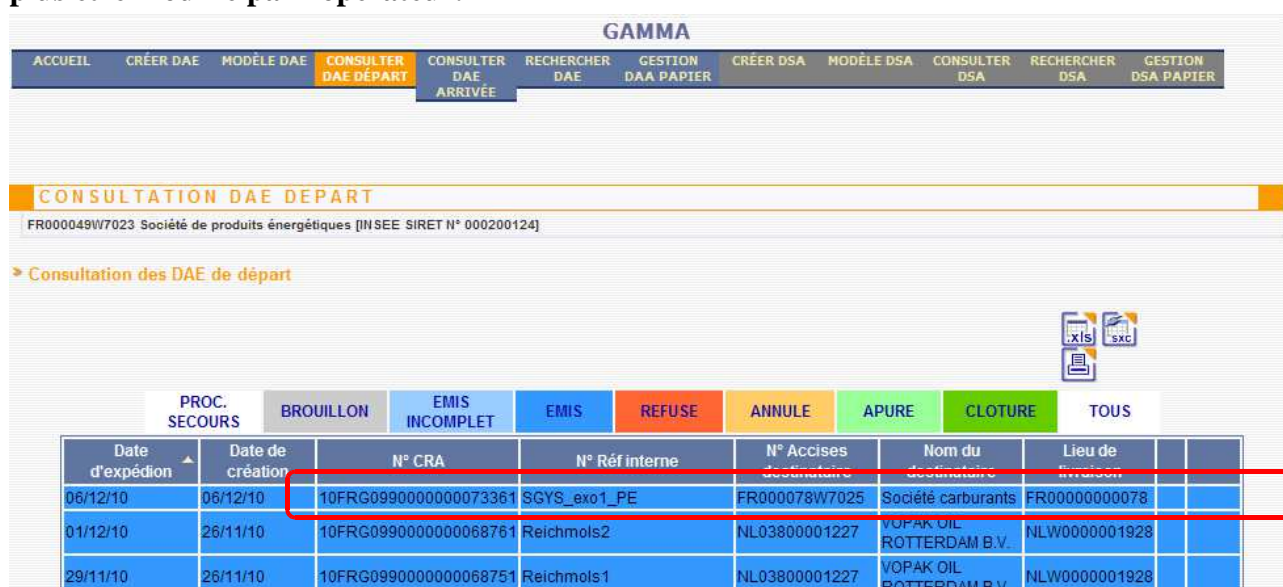 GAMMA
ACCUEIL CRÉER DAE MODÈLE DAE CONSULTER DAE DÉPART CONSULTER DAE ARRIVÉE RECHERCHER DAE GESTION DAA PAPIER CRÉER DSA MODÈLE DSA CONSULTER DSA RECHERCHER DSA GESTION DSA PAPIER
CONSULTATION DAE DEPART
FR000049W7023 Société de produits énergétiques [INSEE SIRET N° 000200124]
Consultation des DAE de départ
.xls sxc
PROC. SECOURS BROUILLON EMIS INCOMPLET EMIS REFUSE ANNULE APURE CLOTURE TOUS
Date d'expédion Date de création N° CRA N° Réf interne N° Accises destinataire Nom du destinataire Lieu de livraison
06/12/10 06/12/10 10FRG0990000000073361 SGYS_exo1_PE FR000078W7025 Société carburants FR00000000078
01/12/10 26/11/10 10FRG0990000000068761 Reichmols2 NL03800001227 VOPAK OIL ROTTERDAM B.V. NLW0000001928
29/11/10 26/11/10 10FRG0990000000068751 Reichmols1 NL03800001227 VOPAK OIL ROTTERDAM B.V. NLW0000001928